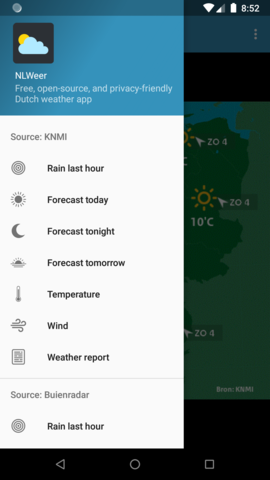 8:52
NLWeer
Free, open-source, and privacy-friendly
Dutch weather app
Source: KNMI
Rain last hour
Forecast today
Forecast tonight
Forecast tomorrow
Temperature
Wind
Weather report
Source: Buienradar
Rain last hour
ZO 4
ZO 4
10°C
ZO 4
Bron: KNMI